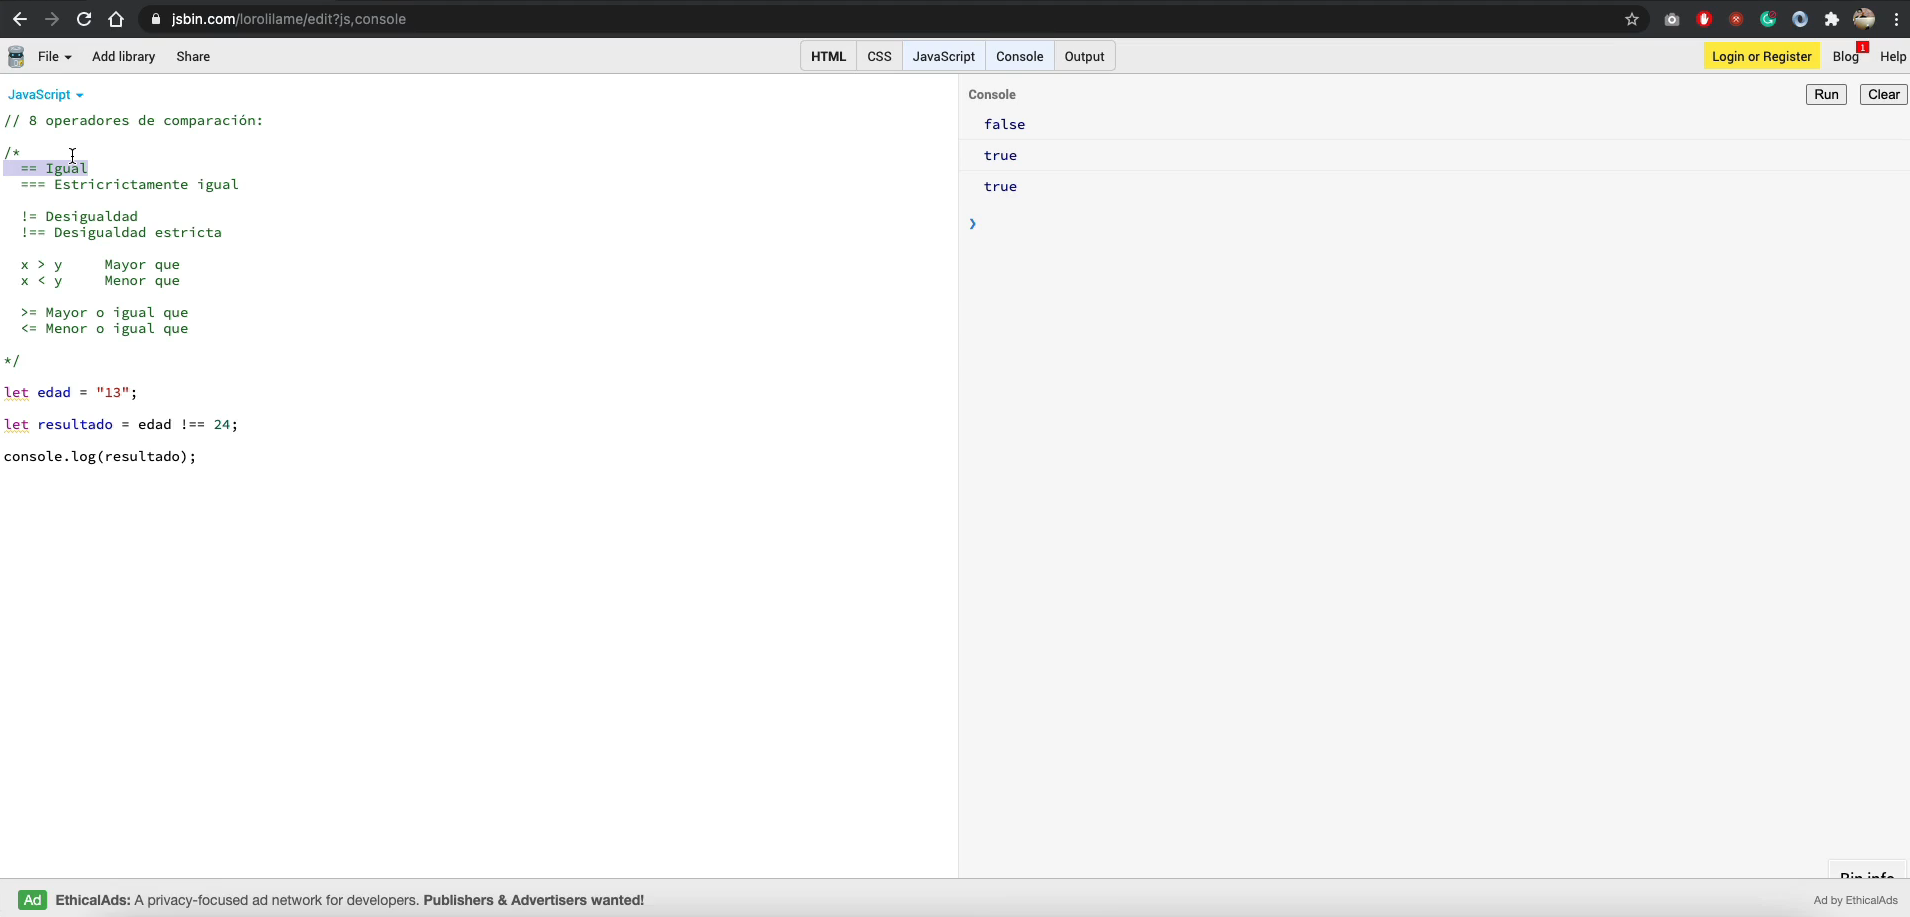 jsbin.com/lorolilame/edit?js,console
File Add library Share HTML CSS JavaScript Console Output Login or Register Blog 1 Help
JavaScript
// 8 operadores de comparación:
/*
== Igual
=== Estricrictamente igual
!= Desigualdad
!== Desigualdad estricta
x > y Mayor que
x < y Menor que
>= Mayor o igual que
<= Menor o igual que
*/
let edad = "13";
let resultado = edad !== 24;
console.log(resultado);
Console Run Clear
false
true
true
❯
Bin info
Ad EthicalAds: A privacy-focused ad network for developers. Publishers & Advertisers wanted! Ad by EthicalAds